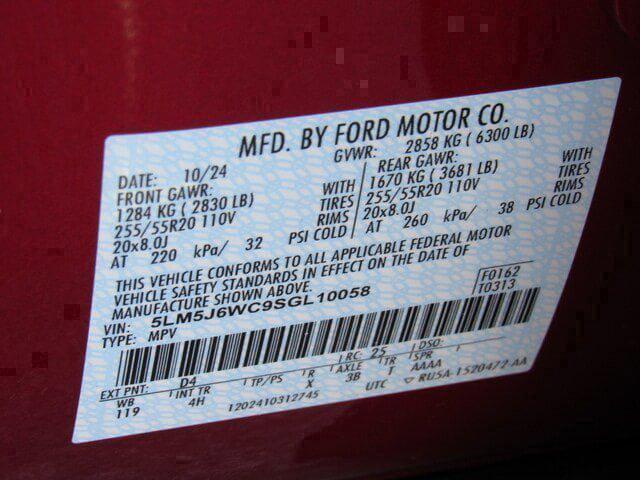 MFD. BY FORD MOTOR CO.
DATE: 10/24 GVWR: 2858 KG ( 6300 LB)
FRONT GAWR: REAR GAWR:
1284 KG ( 2830 LB) WITH 1670 KG ( 3681 LB) WITH
255/55R20 110V TIRES 255/55R20 110V TIRES
20x8.0J RIMS 20x8.0J RIMS
AT 220 kPa/ 32 PSI COLD AT 260 kPa/ 38 PSI COLD
THIS VEHICLE CONFORMS TO ALL APPLICABLE FEDERAL MOTOR
VEHICLE SAFETY STANDARDS IN EFFECT ON THE DATE OF
MANUFACTURE SHOWN ABOVE. F0162
VIN: 5LM5J6WC9SGL10058 T0313
TYPE: MPV
EXT PNT: D4 RC: 25 DSO:
WB INT TR TP/PS R AXLE TR SPR
119 4H X 3B T AAAA
1202410312745 UTC RU5A-1520472-AA